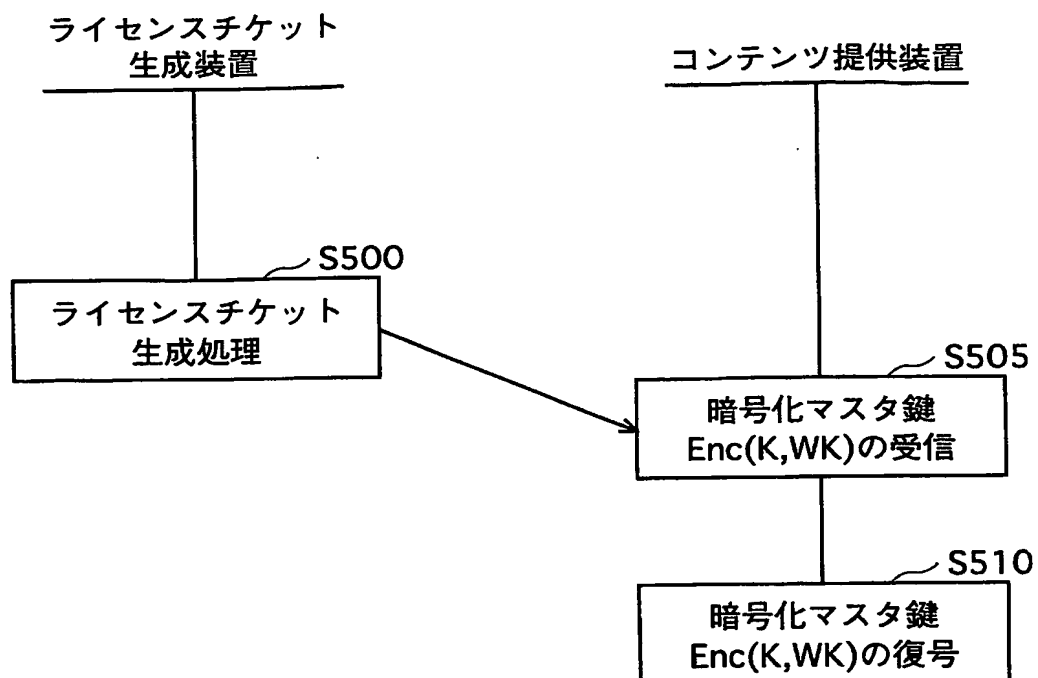 ライセンスチケット
生成装置
コンテンツ提供装置
S500
ライセンスチケット
生成処理
S505
暗号化マスタ鍵
Enc(K,WK)の受信
S510
暗号化マスタ鍵
Enc(K,WK)の復号